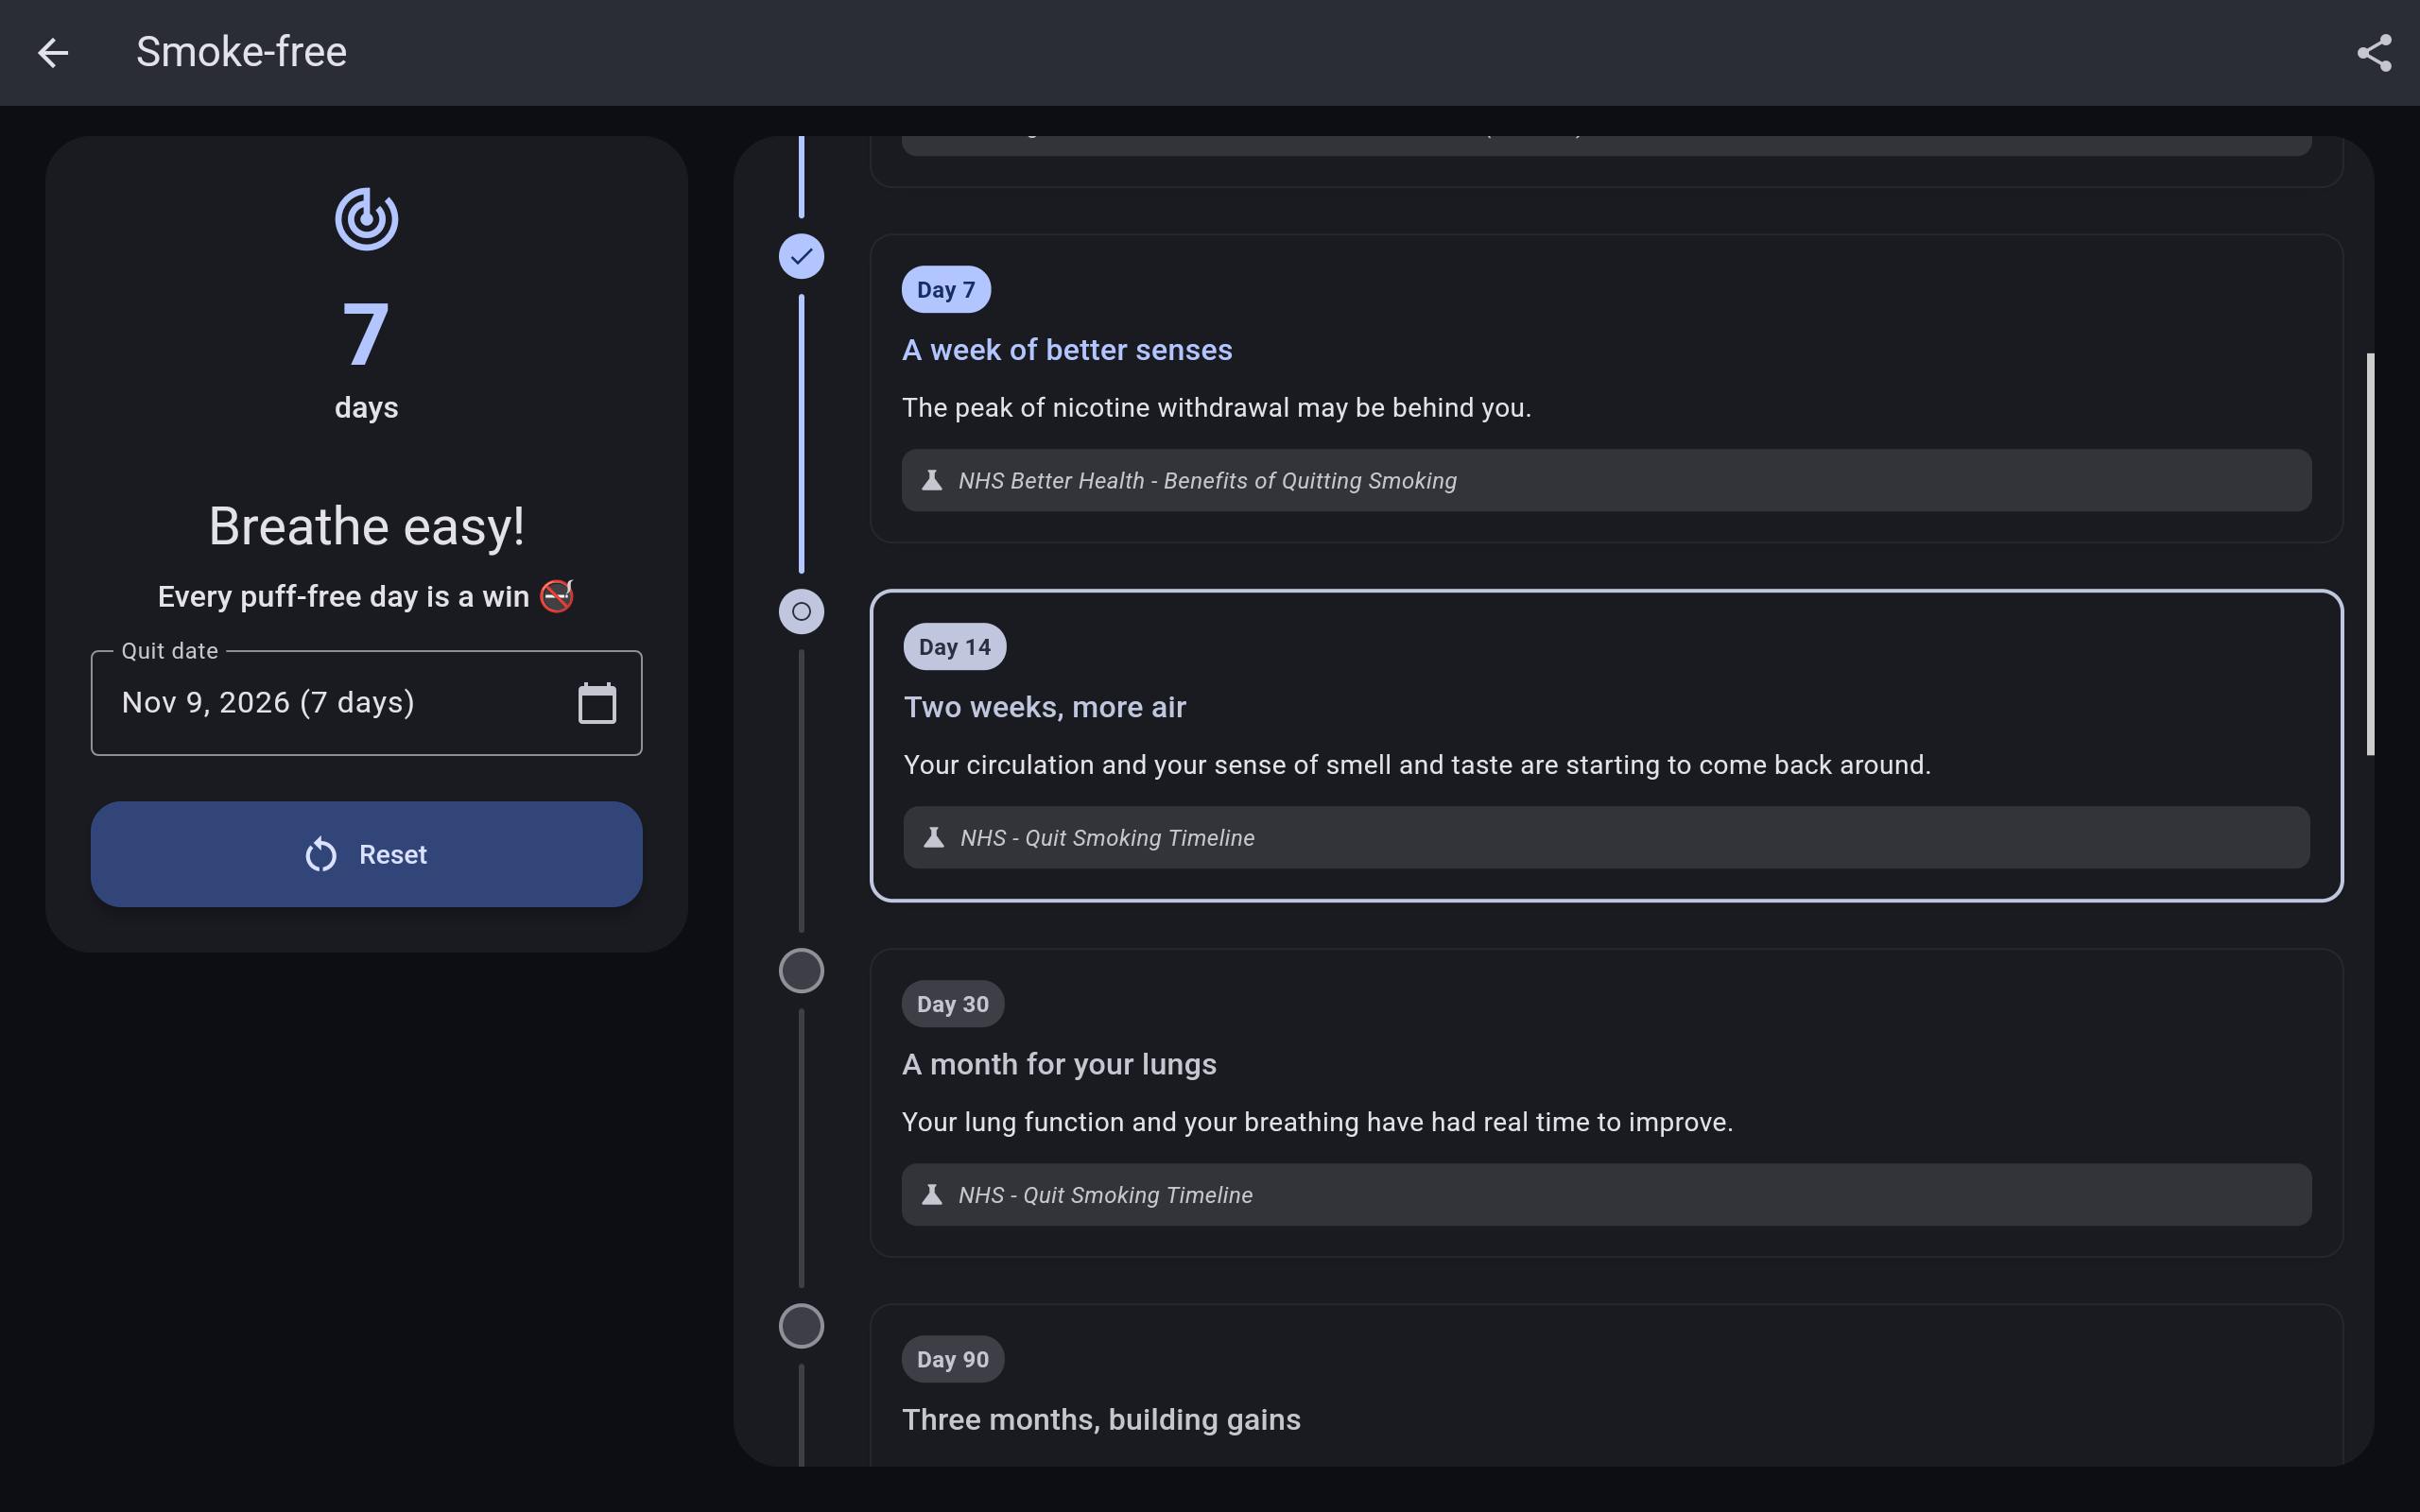 Smoke-free
7
days
Breathe easy!
Every puff-free day is a win 🚭
Quit date
Nov 9, 2026 (7 days)
Reset
Day 7
A week of better senses
The peak of nicotine withdrawal may be behind you.
NHS Better Health - Benefits of Quitting Smoking
Day 14
Two weeks, more air
Your circulation and your sense of smell and taste are starting to come back around.
NHS - Quit Smoking Timeline
Day 30
A month for your lungs
Your lung function and your breathing have had real time to improve.
NHS - Quit Smoking Timeline
Day 90
Three months, building gains